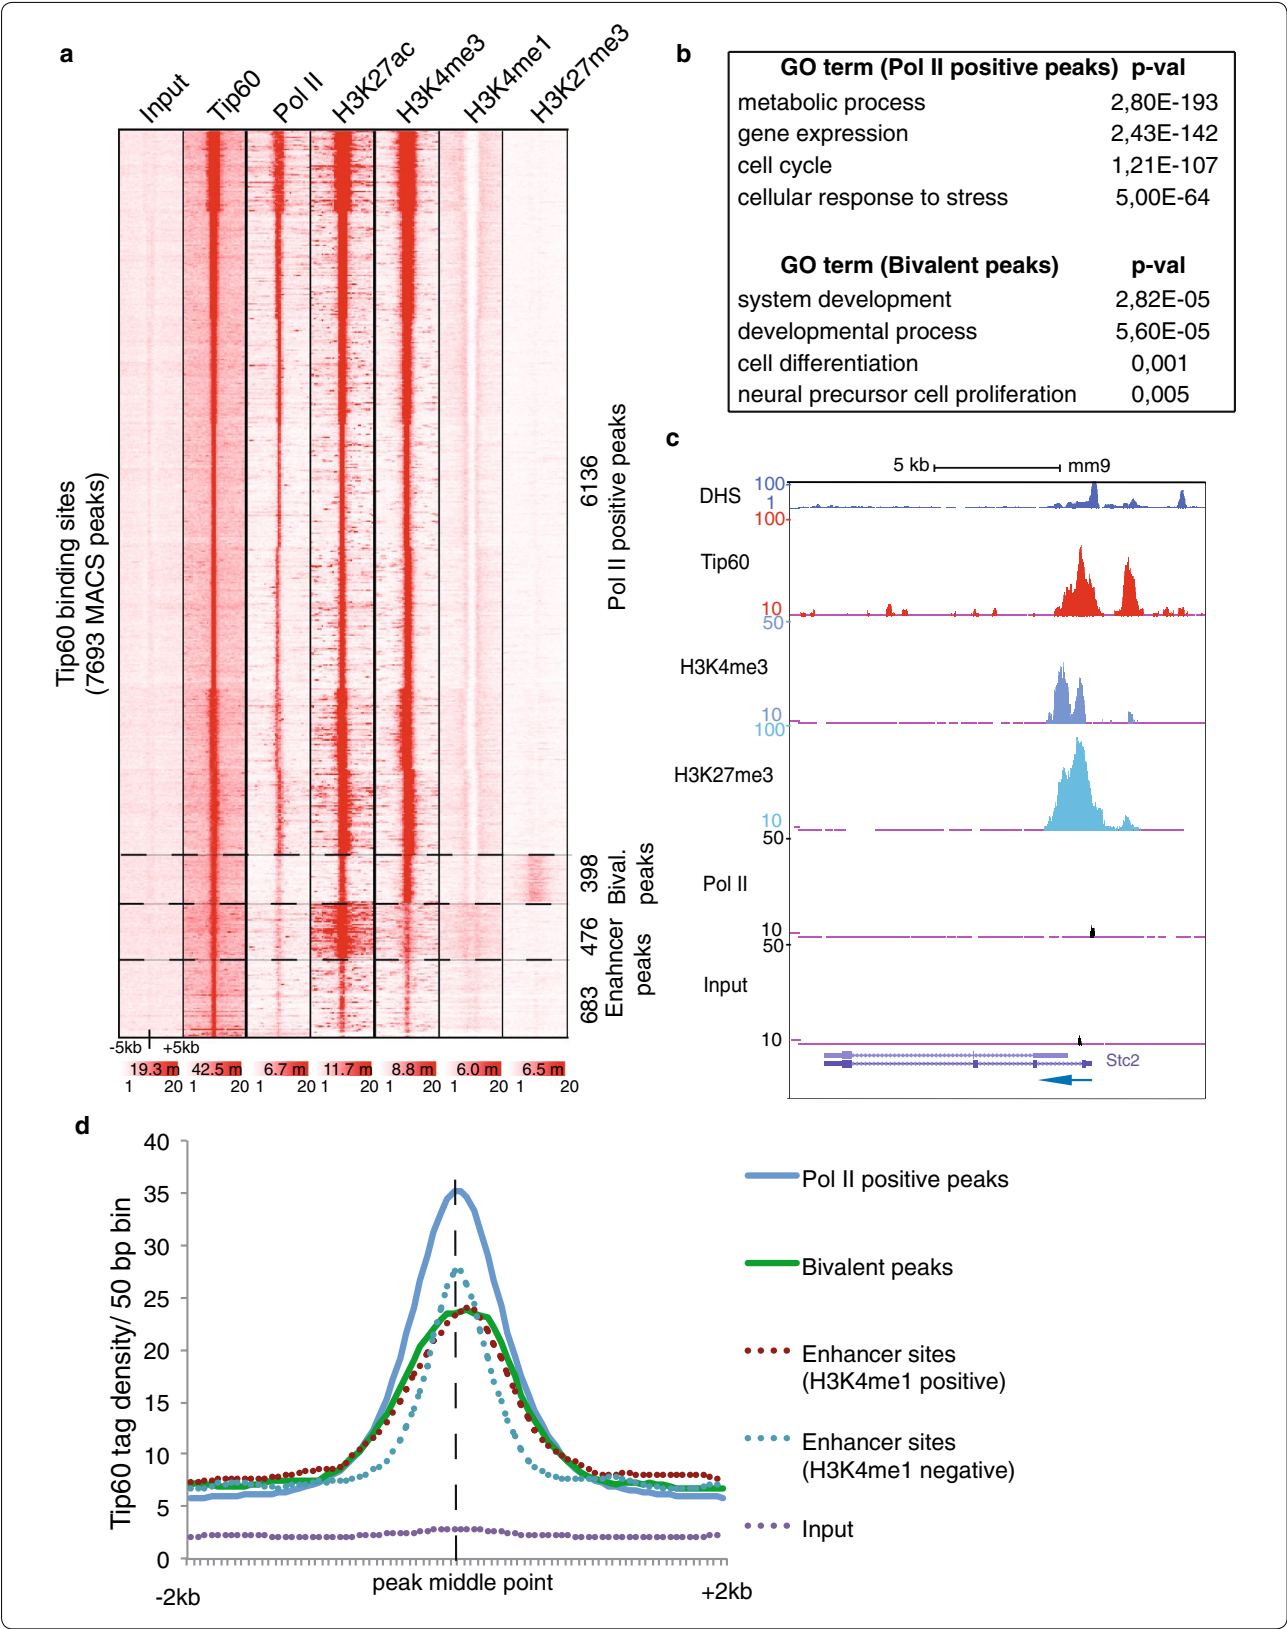 a
Input
Tip60
Pol II
H3K27ac
H3K4me3
H3K4me1
H3K27me3
Tip60 binding sites
(7693 MACS peaks)
6136
Pol II positive peaks
398
Bival.
peaks
476
683
Enahncer
peaks
-5kb +5kb
19.3 m 42.5 m 6.7 m 11.7 m 8.8 m 6.0 m 6.5 m
1 20 1 20 1 20 1 20 1 20 1 20 1 20
b
GO term (Pol II positive peaks) p-val
metabolic process 2,80E-193
gene expression 2,43E-142
cell cycle 1,21E-107
cellular response to stress 5,00E-64
GO term (Bivalent peaks) p-val
system development 2,82E-05
developmental process 5,60E-05
cell differentiation 0,001
neural precursor cell proliferation 0,005
c
5 kb mm9
DHS
100
1
Tip60
100
10
H3K4me3
50
10
H3K27me3
100
10
Pol II
50
10
Input
50
10
Stc2
d
Tip60 tag density/ 50 bp bin
40
35
30
25
20
15
10
5
0
-2kb
peak middle point
+2kb
Pol II positive peaks
Bivalent peaks
Enhancer sites
(H3K4me1 positive)
Enhancer sites
(H3K4me1 negative)
Input